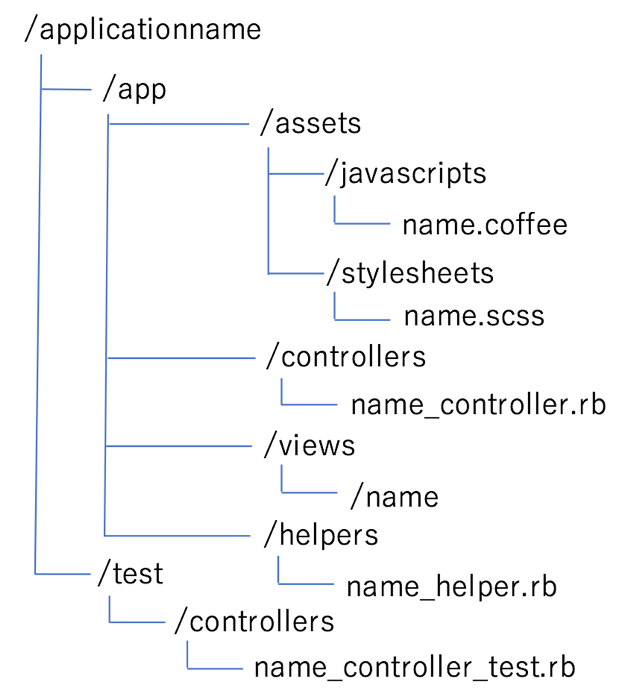 /applicationname
/app
/assets
/javascripts
name.coffee
/stylesheets
name.scss
/controllers
name_controller.rb
/views
/name
/helpers
name_helper.rb
/test
/controllers
name_controller_test.rb